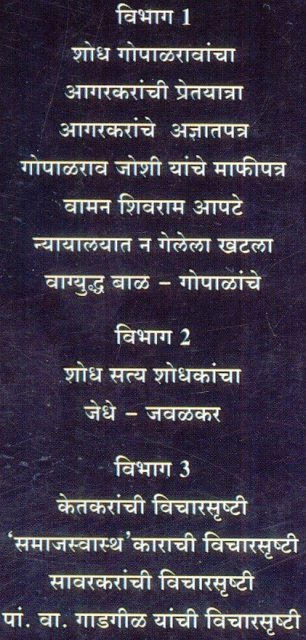 विभाग 1
शोध गोपाळरावांचा
आगरकरांची प्रेतयात्रा
आगरकरांचे अज्ञातपत्र
गोपाळराव जोशी यांचे माफीपत्र
वामन शिवराम आपटे
न्यायालयात न गेलेला खटला
वाग्युद्ध बाळ – गोपाळांचे
विभाग 2
शोध सत्य शोधकांचा
जेधे – जवळकर
विभाग 3
केतकरांची विचारसृष्टी
'समाजस्वास्थ'काराची विचारसृष्टी
सावरकरांची विचारसृष्टी
पां. वा. गाडगीळ यांची विचारसृष्टी